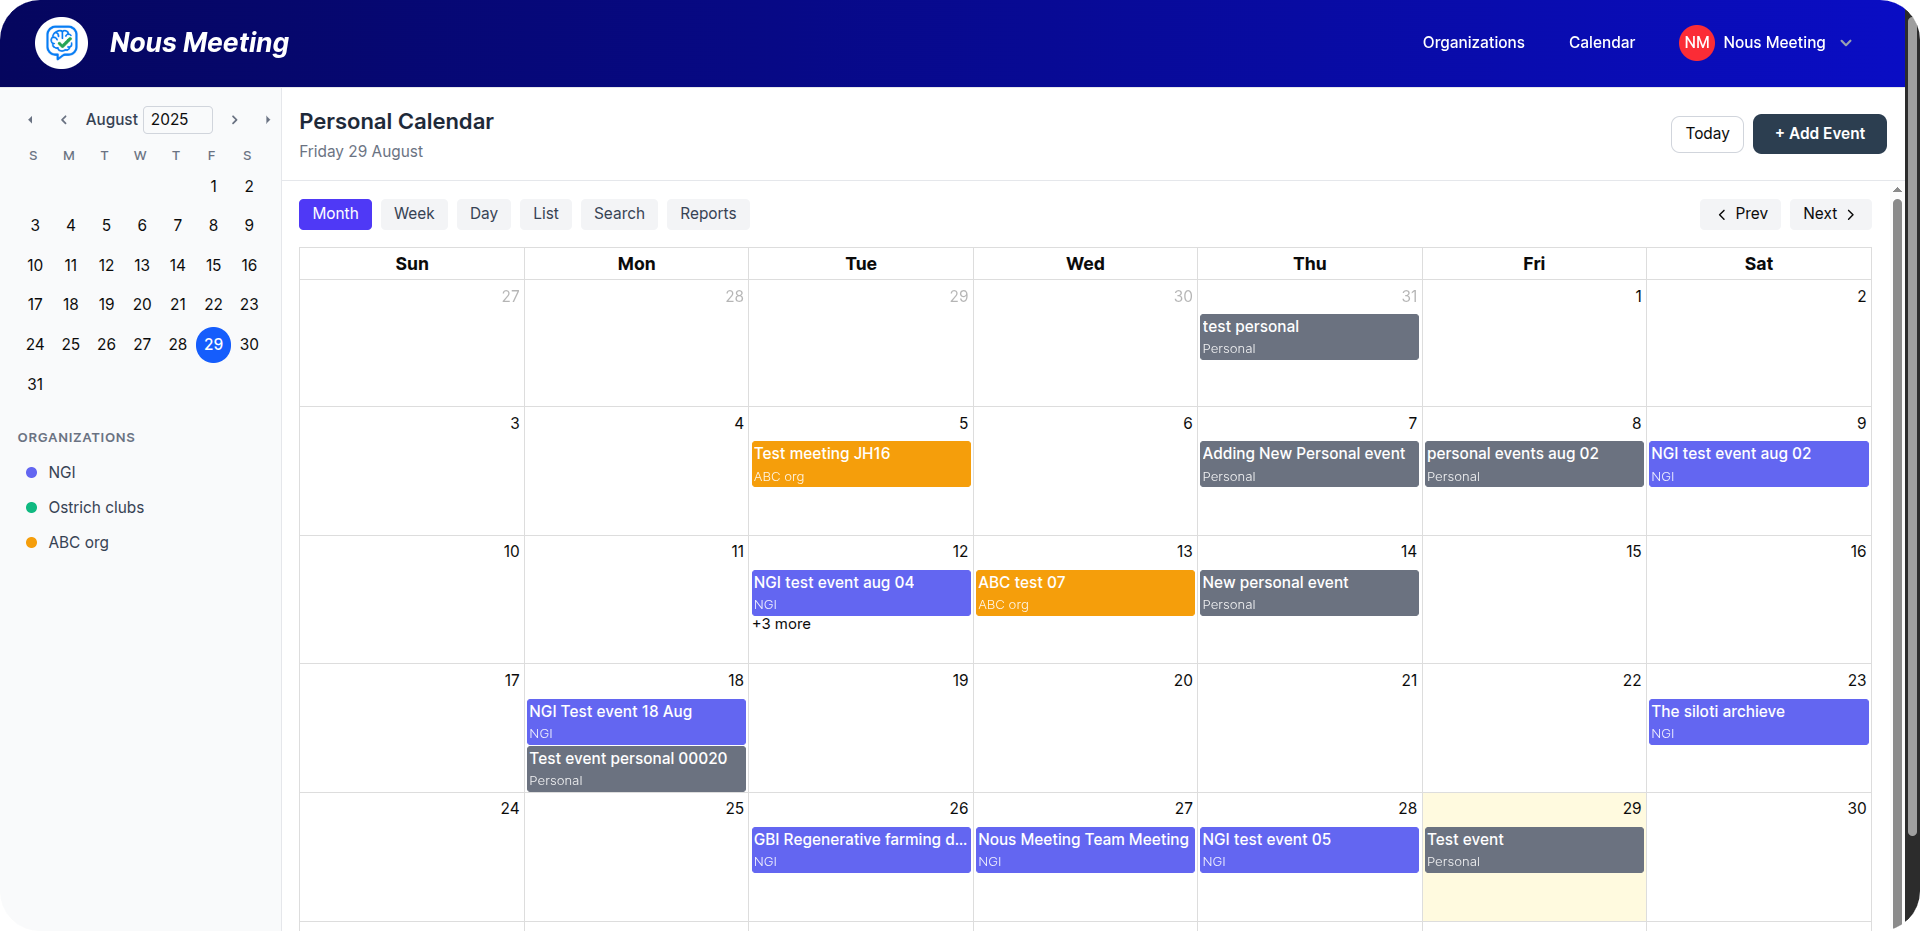 Nous Meeting
Organizations
Calendar
NM
Nous Meeting
August
2025
S M T W T F S
1 2
3 4 5 6 7 8 9
10 11 12 13 14 15 16
17 18 19 20 21 22 23
24 25 26 27 28 29 30
31
ORGANIZATIONS
NGI
Ostrich clubs
ABC org
Personal Calendar
Friday 29 August
Today
+ Add Event
Month
Week
Day
List
Search
Reports
Prev
Next
Sun Mon Tue Wed Thu Fri Sat
27 28 29 30 31 1 2
test personal
Personal
3 4 5 6 7 8 9
Test meeting JH16
ABC org
Adding New Personal event
Personal
personal events aug 02
Personal
NGI test event aug 02
NGI
10 11 12 13 14 15 16
NGI test event aug 04
NGI
+3 more
ABC test 07
ABC org
New personal event
Personal
17 18 19 20 21 22 23
NGI Test event 18 Aug
NGI
Test event personal 00020
Personal
The siloti archieve
NGI
24 25 26 27 28 29 30
GBI Regenerative farming d...
NGI
Nous Meeting Team Meeting
NGI
NGI test event 05
NGI
Test event
Personal